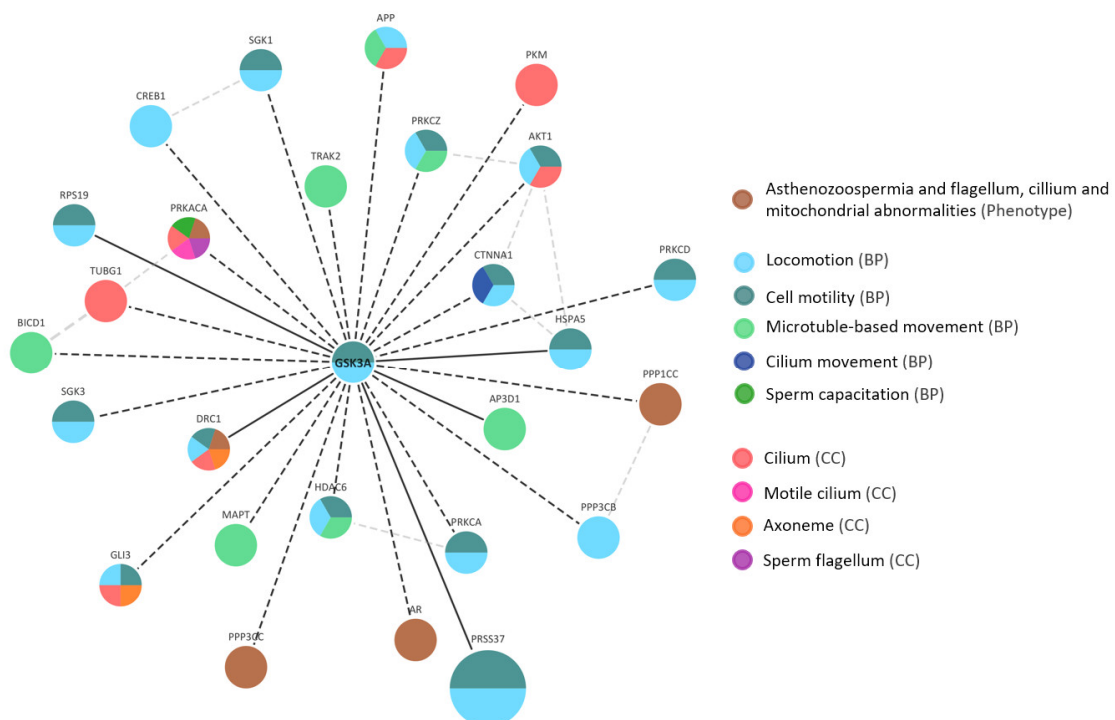 APP
SGK1
PKM
CREB1
PRKCZ
AKT1
TRAK2
RPS19
PRKACA
CTNNA1
PRKCD
TUBG1
BICD1
HSPA5
GSK3A
PPP1CC
SGK3
AP3D1
DRC1
HDAC6
MAPT
PRKCA
PPP3CB
GLI3
AR
PPP3CC
PRSS37
Asthenozoospermia and flagellum, cillium and
mitochondrial abnormalities (Phenotype)
Locomotion (BP)
Cell motility (BP)
Microtuble-based movement (BP)
Cilium movement (BP)
Sperm capacitation (BP)
Cilium (CC)
Motile cilium (CC)
Axoneme (CC)
Sperm flagellum (CC)